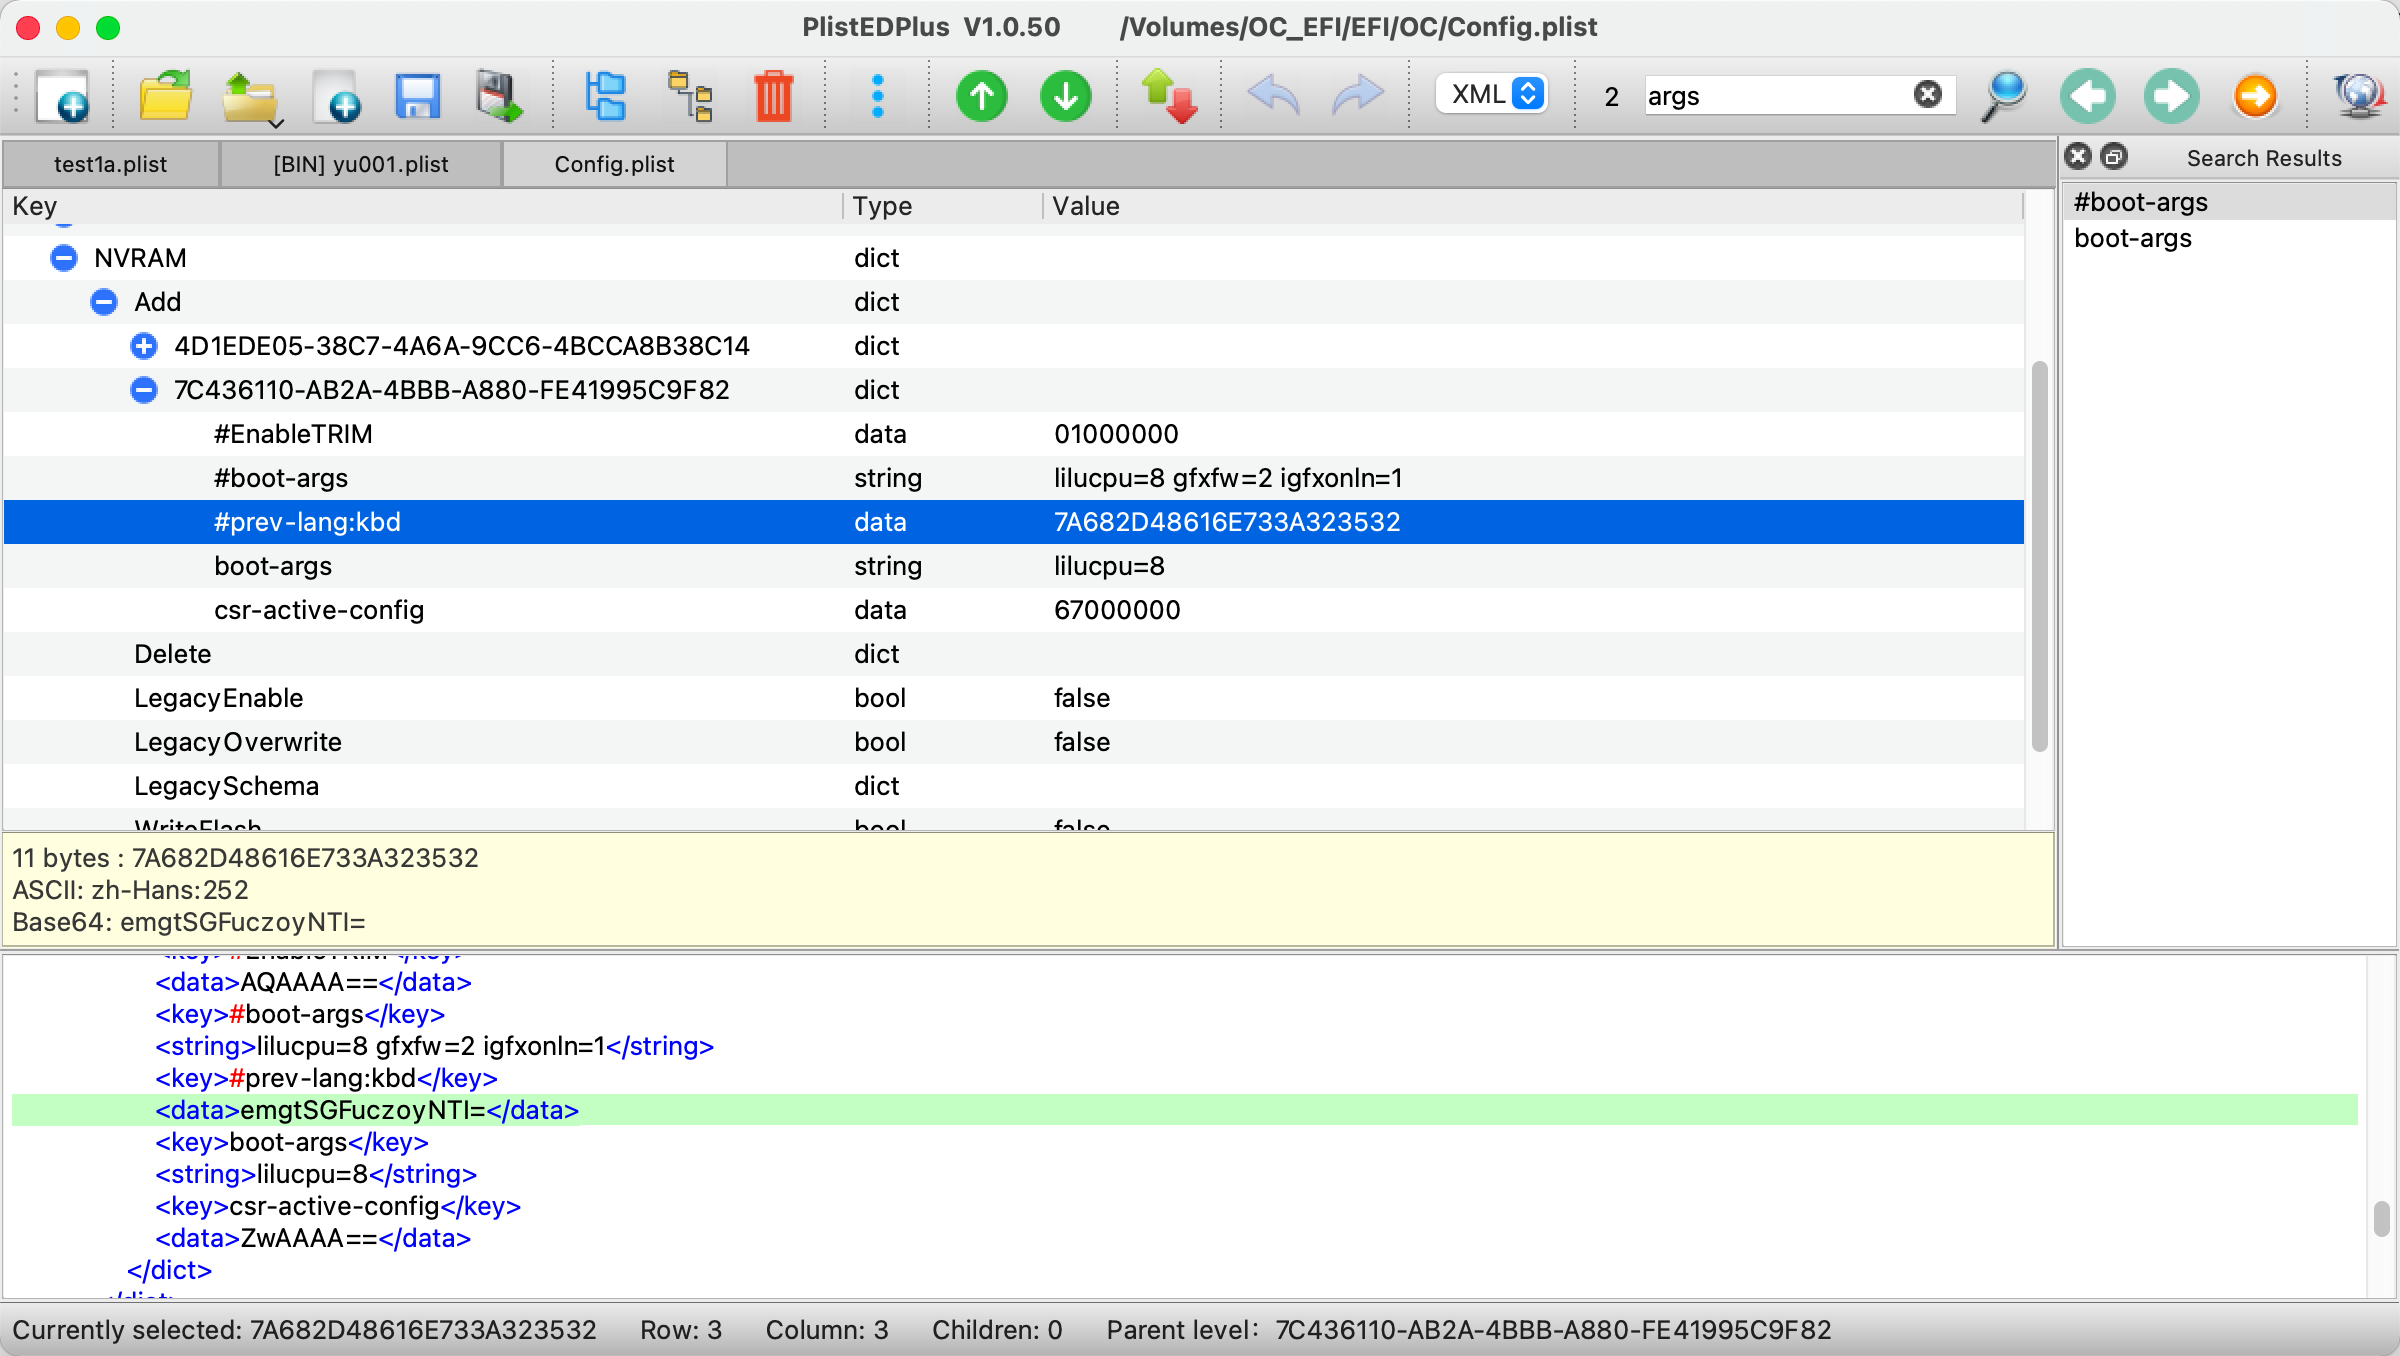 PlistEDPlus V1.0.50 /Volumes/OC_EFI/EFI/OC/Config.plist
XML 2 args
test1a.plist [BIN] yu001.plist Config.plist
Search Results
#boot-args
boot-args
Key Type Value
NVRAM dict
Add dict
4D1EDE05-38C7-4A6A-9CC6-4BCCA8B38C14 dict
7C436110-AB2A-4BBB-A880-FE41995C9F82 dict
#EnableTRIM data 01000000
#boot-args string lilucpu=8 gfxfw=2 igfxonln=1
#prev-lang:kbd data 7A682D48616E733A323532
boot-args string lilucpu=8
csr-active-config data 67000000
Delete dict
LegacyEnable bool false
LegacyOverwrite bool false
LegacySchema dict
WriteFlash bool false
11 bytes : 7A682D48616E733A323532
ASCII: zh-Hans:252
Base64: emgtSGFuczoyNTI=
<key>#EnableTRIM</key>
<data>AQAAAA==</data>
<key>#boot-args</key>
<string>lilucpu=8 gfxfw=2 igfxonln=1</string>
<key>#prev-lang:kbd</key>
<data>emgtSGFuczoyNTI=</data>
<key>boot-args</key>
<string>lilucpu=8</string>
<key>csr-active-config</key>
<data>ZwAAAA==</data>
</dict>
</dict>
Currently selected: 7A682D48616E733A323532 Row: 3 Column: 3 Children: 0 Parent level: 7C436110-AB2A-4BBB-A880-FE41995C9F82